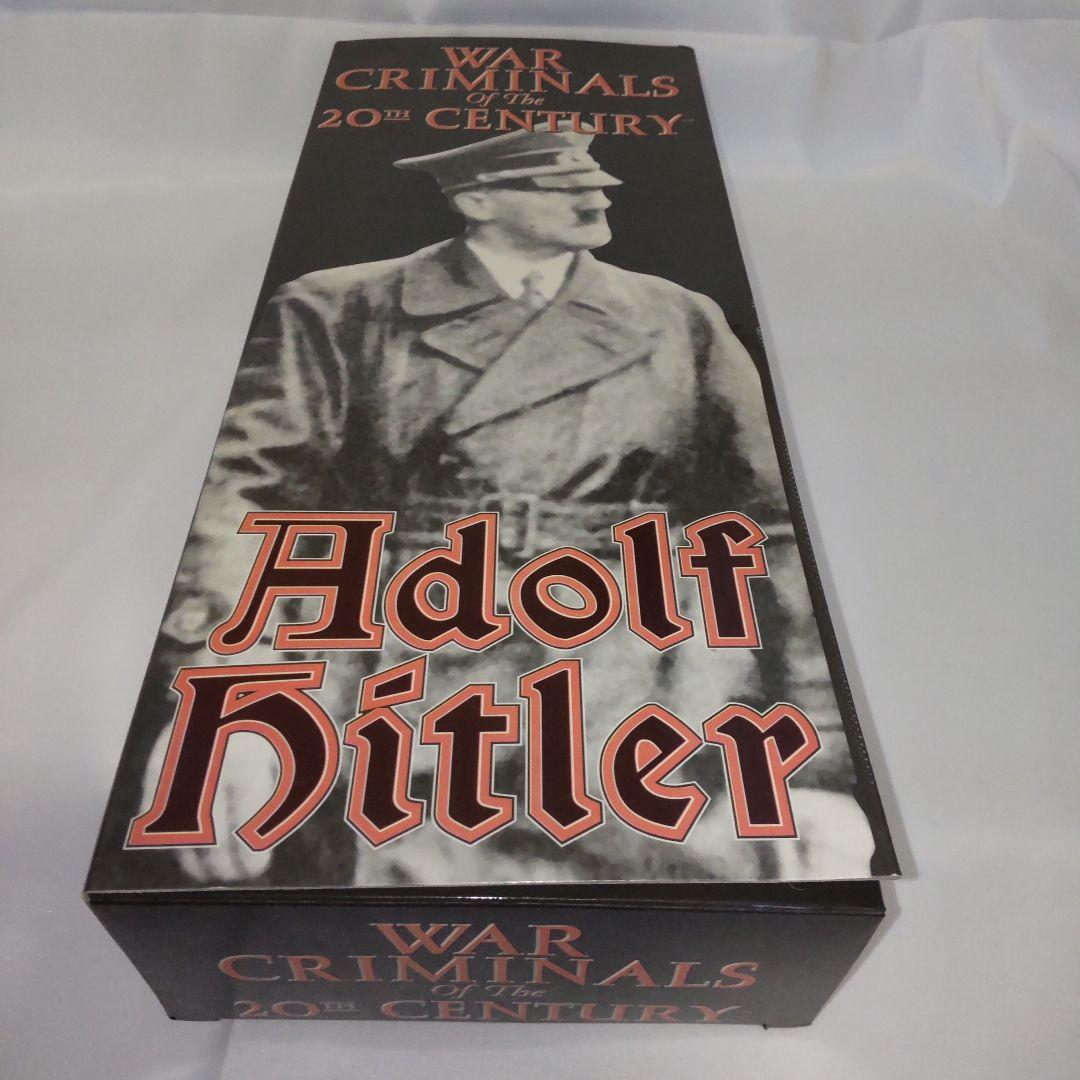 WAR
CRIMINALS
Of The
20TH CENTURY
Adolf
Hitler
WAR
CRIMINALS
Of The
20TH CENTURY